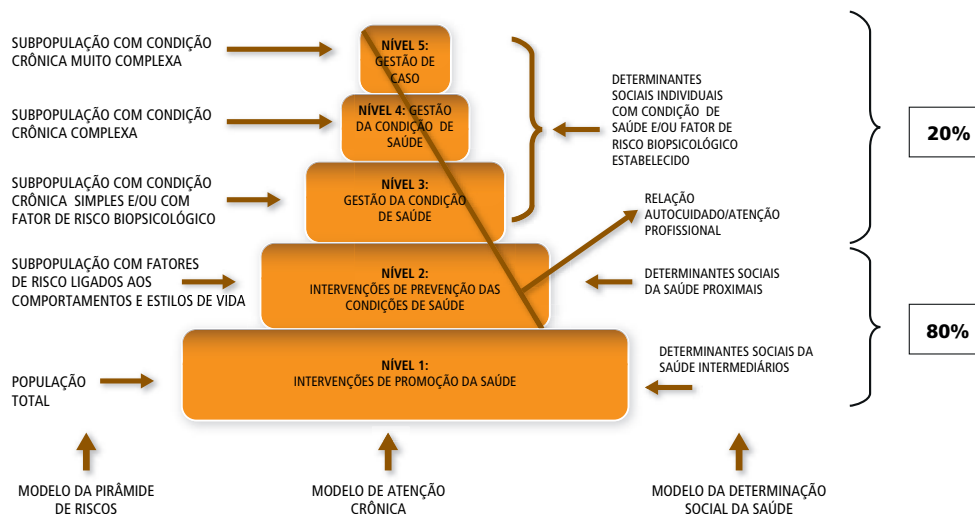 SUBPOPULAÇÃO COM CONDIÇÃO
CRÔNICA MUITO COMPLEXA
SUBPOPULAÇÃO COM CONDIÇÃO
CRÔNICA COMPLEXA
SUBPOPULAÇÃO COM CONDIÇÃO
CRÔNICA SIMPLES E/OU COM
FATOR DE RISCO BIOPSICOLÓGICO
SUBPOPULAÇÃO COM FATORES
DE RISCO LIGADOS AOS
COMPORTAMENTOS E ESTILOS DE VIDA
POPULAÇÃO
TOTAL
MODELO DA PIRÂMIDE
DE RISCOS
NÍVEL 5:
GESTÃO DE
CASO
NÍVEL 4: GESTÃO
DA CONDIÇÃO DE
SAÚDE
NÍVEL 3:
GESTÃO DA CONDIÇÃO
DE SAÚDE
NÍVEL 2:
INTERVENÇÕES DE PREVENÇÃO DAS
CONDIÇÕES DE SAÚDE
NÍVEL 1:
INTERVENÇÕES DE PROMOÇÃO DA SAÚDE
MODELO DE ATENÇÃO
CRÔNICA
DETERMINANTES
SOCIAIS INDIVIDUAIS
COM CONDIÇÃO DE
SAÚDE E/OU FATOR DE
RISCO BIOPSICOLÓGICO
ESTABELECIDO
RELAÇÃO
AUTOCUIDADO/ATENÇÃO
PROFISSIONAL
DETERMINANTES SOCIAIS
DA SAÚDE PROXIMAIS
DETERMINANTES SOCIAIS DA
SAÚDE INTERMEDIÁRIOS
MODELO DA DETERMINAÇÃO
SOCIAL DA SAÚDE
20%
80%